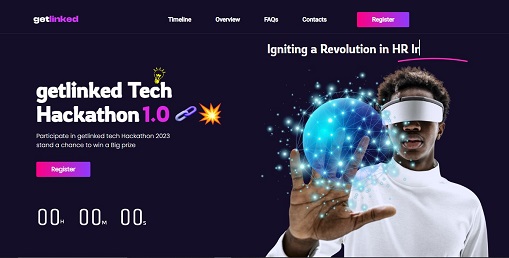 getlinked
Timeline
Overview
FAQs
Contacts
Register
Igniting a Revolution in HR In
getlinked Tech
Hackathon 1.0
Participate in getlinked tech Hackathon 2023
stand a chance to win a Big prize
Register
00H 00M 00S